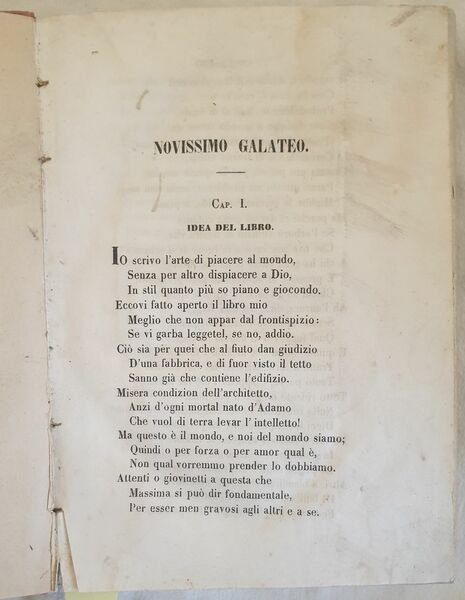 NOVISSIMO GALATEO.
CAP. I.
IDEA DEL LIBRO.
Io scrivo l'arte di piacere al mondo,
Senza per altro dispiacere a Dio,
In stil quanto più so piano e giocondo.
Eccovi fatto aperto il libro mio
Meglio che non appar dal frontispizio:
Se vi garba leggetel, se no, addio.
Ciò sia per quei che al fiuto dan giudizio
D'una fabbrica, e di fuor visto il tetto
Sanno già che contiene l'edifizio.
Misera condizion dell'architetto,
Anzi d'ogni mortal nato d'Adamo
Che vuol di terra levar l'intelletto!
Ma questo è il mondo, e noi del mondo siamo;
Quindi o per forza o per amor qual è,
Non qual vorremmo prender lo dobbiamo.
Attenti o giovinetti a questa che
Massima si può dir fondamentale,
Per esser men gravosi agli altri e a se.